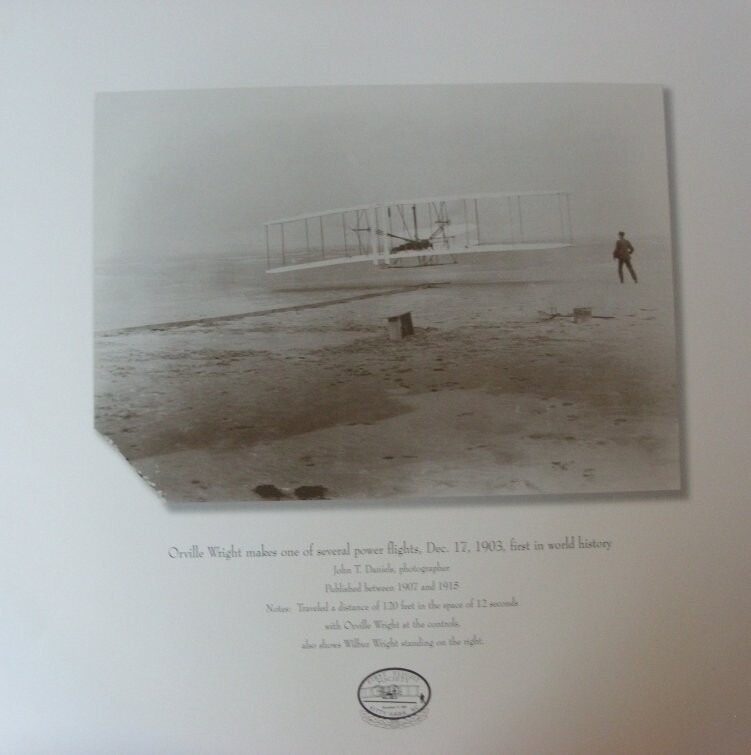 Orville Wright makes one of several power flights, Dec. 17, 1903, first in world history
John T. Daniels, photographer
Published between 1907 and 1915
Notes: Traveled a distance of 120 feet in the space of 12 seconds
with Orville Wright at the controls,
also shows Wilbur Wright standing on the right.